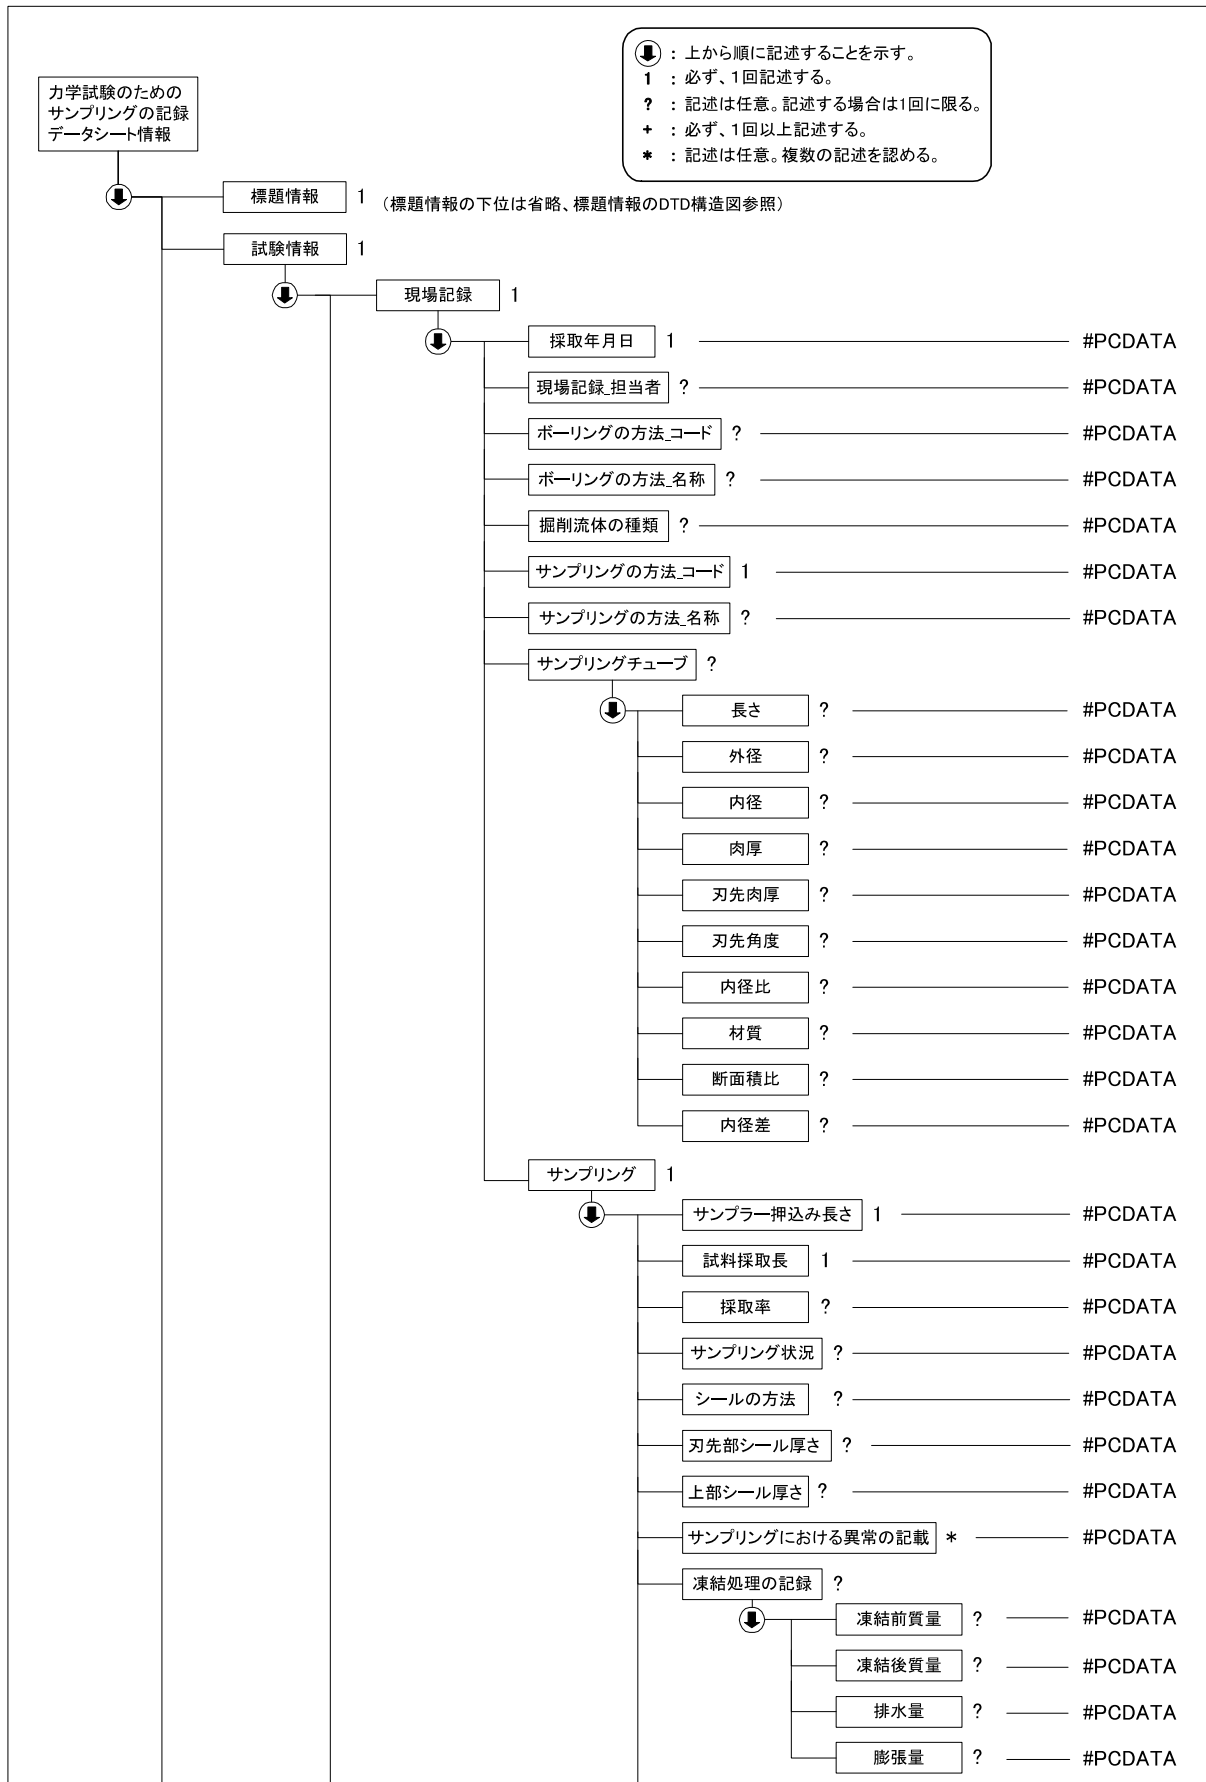 ： 上から順に記述することを示す。
1 ： 必ず、1回記述する。
? ： 記述は任意。記述する場合は1回に限る。
+ ： 必ず、1回以上記述する。
* ： 記述は任意。複数の記述を認める。
力学試験のための
サンプリングの記録
データシート情報
標題情報 1 （標題情報の下位は省略、標題情報のDTD構造図参照）
試験情報 1
現場記録 1
採取年月日 1 #PCDATA
現場記録_担当者 ? #PCDATA
ボーリングの方法_コード ? #PCDATA
ボーリングの方法_名称 ? #PCDATA
掘削流体の種類 ? #PCDATA
サンプリングの方法_コード 1 #PCDATA
サンプリングの方法_名称 ? #PCDATA
サンプリングチューブ ?
長さ ? #PCDATA
外径 ? #PCDATA
内径 ? #PCDATA
肉厚 ? #PCDATA
刃先肉厚 ? #PCDATA
刃先角度 ? #PCDATA
内径比 ? #PCDATA
材質 ? #PCDATA
断面積比 ? #PCDATA
内径差 ? #PCDATA
サンプリング 1
サンプラー押込み長さ 1 #PCDATA
試料採取長 1 #PCDATA
採取率 ? #PCDATA
サンプリング状況 ? #PCDATA
シールの方法 ? #PCDATA
刃先部シール厚さ ? #PCDATA
上部シール厚さ ? #PCDATA
サンプリングにおける異常の記載 * #PCDATA
凍結処理の記録 ?
凍結前質量 ? #PCDATA
凍結後質量 ? #PCDATA
排水量 ? #PCDATA
膨張量 ? #PCDATA